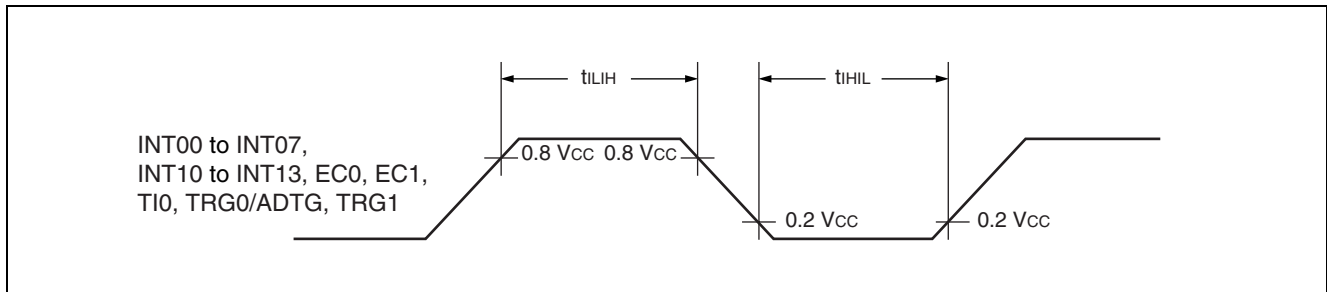 tILIH
tIHIL
INT00 to INT07,
INT10 to INT13, EC0, EC1,
TI0, TRG0/ADTG, TRG1
0.8 VCC 0.8 VCC
0.2 VCC
0.2 VCC